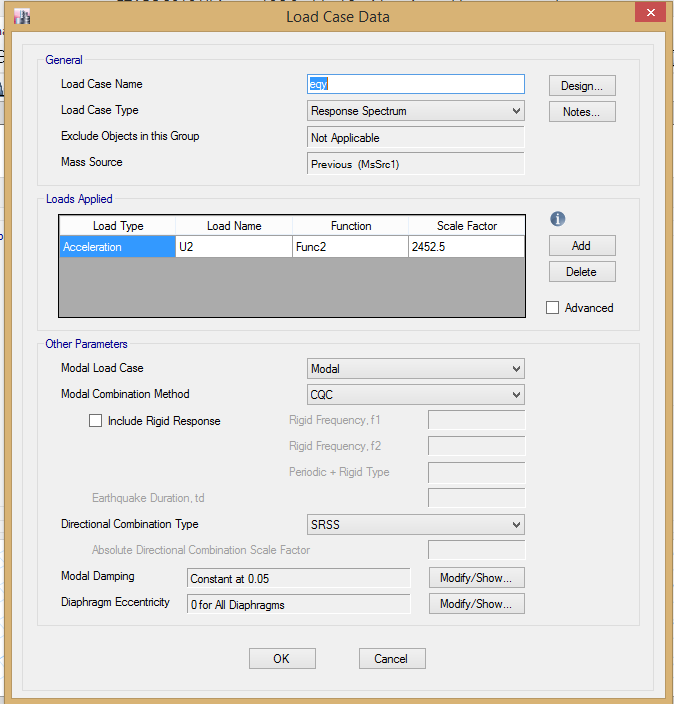 Load Case Data
General
Load Case Name eqy Design...
Load Case Type Response Spectrum Notes...
Exclude Objects in this Group Not Applicable
Mass Source Previous (MsSrc1)
Loads Applied
Load Type Load Name Function Scale Factor
Acceleration U2 Func2 2452.5
Add
Delete
Advanced
Other Parameters
Modal Load Case Modal
Modal Combination Method CQC
Include Rigid Response Rigid Frequency, f1
Rigid Frequency, f2
Periodic + Rigid Type
Earthquake Duration, td
Directional Combination Type SRSS
Absolute Directional Combination Scale Factor
Modal Damping Constant at 0.05 Modify/Show...
Diaphragm Eccentricity 0 for All Diaphragms Modify/Show...
OK Cancel